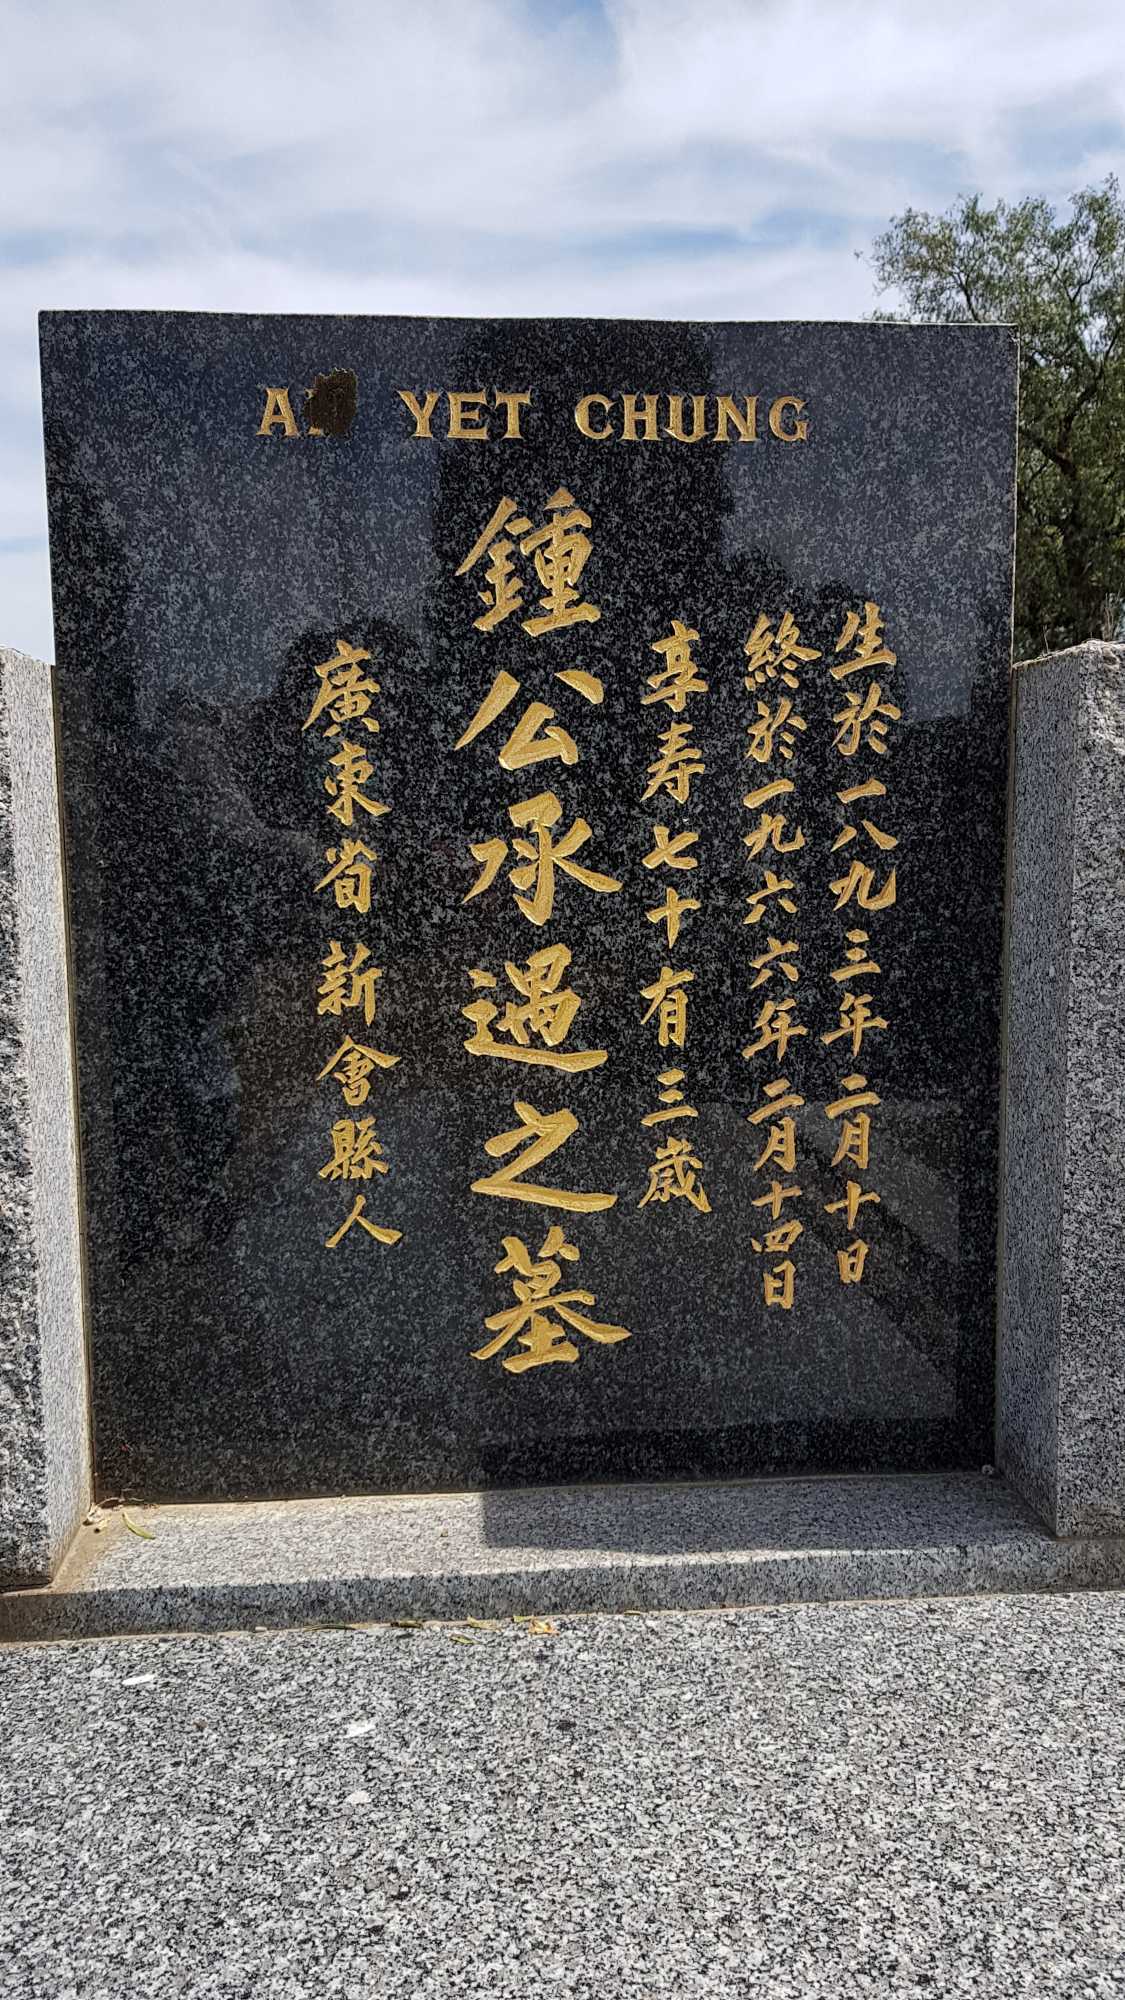 YET CHUNG
生於一八九三年二月十日
終於一九六六年二月十四日
享寿七十有三歲
鍾公承遇之墓
廣東省新會縣人